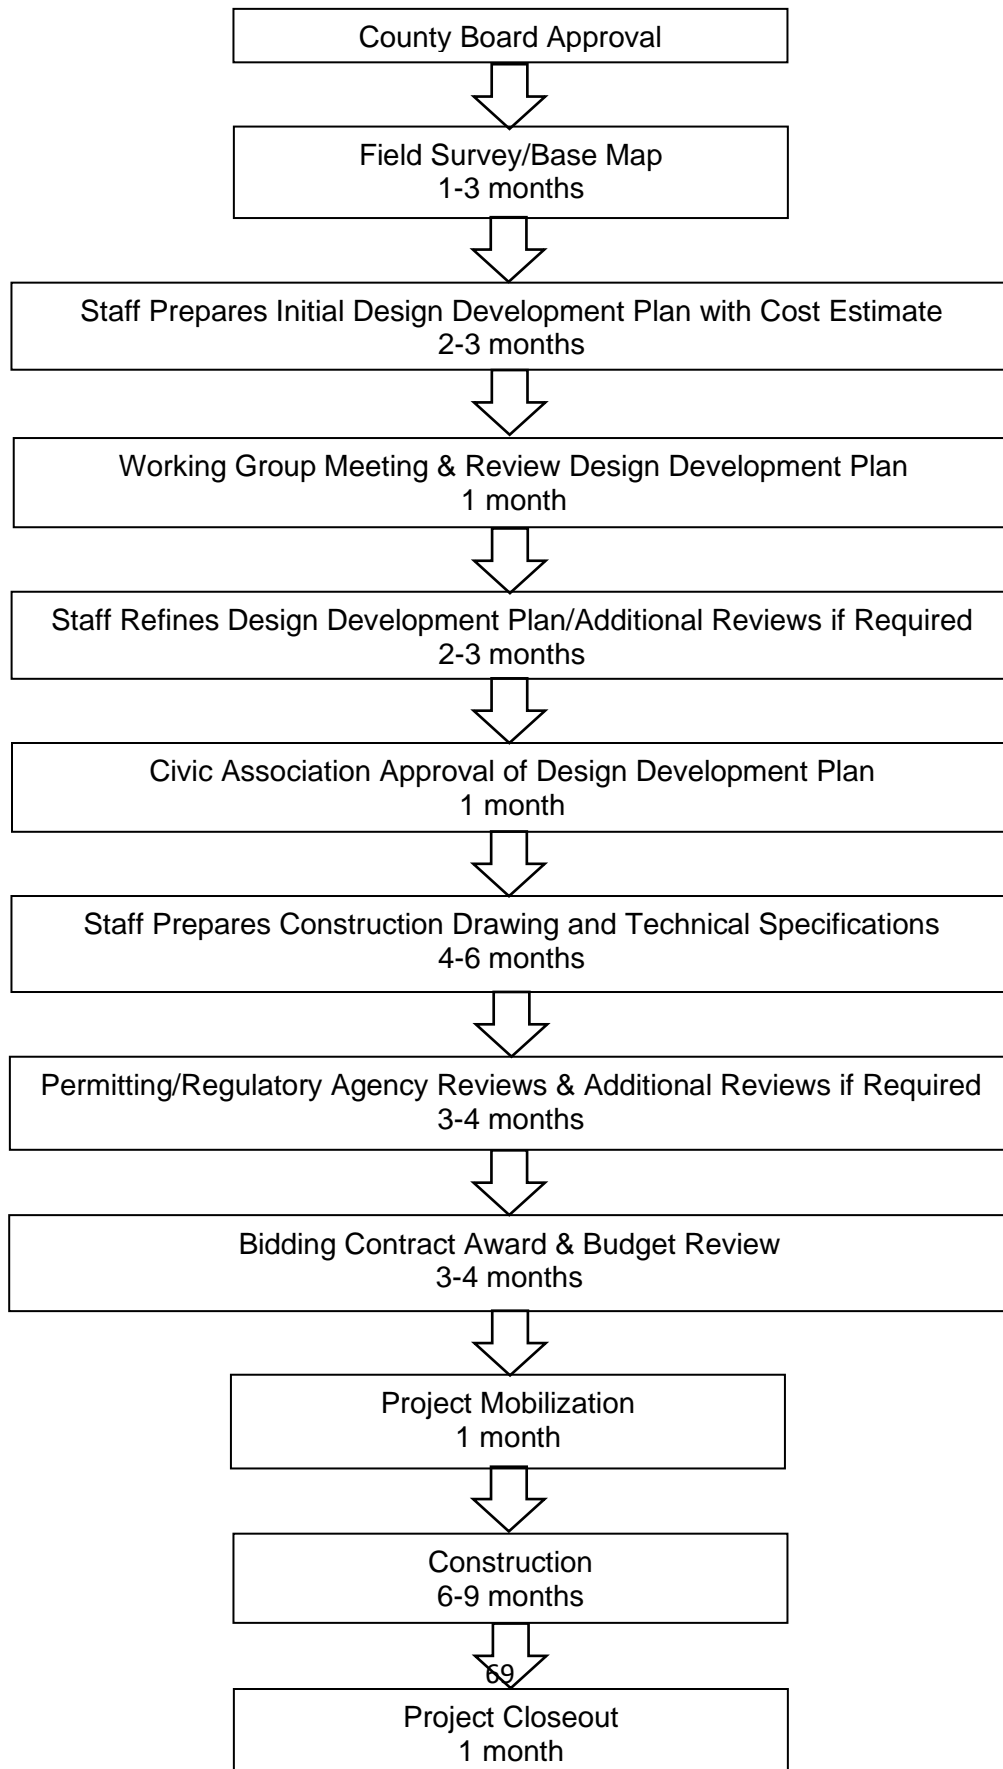 County Board Approval
Field Survey/Base Map
1-3 months
Staff Prepares Initial Design Development Plan with Cost Estimate
2-3 months
Working Group Meeting & Review Design Development Plan
1 month
Staff Refines Design Development Plan/Additional Reviews if Required
2-3 months
Civic Association Approval of Design Development Plan
1 month
Staff Prepares Construction Drawing and Technical Specifications
4-6 months
Permitting/Regulatory Agency Reviews & Additional Reviews if Required
3-4 months
Bidding Contract Award & Budget Review
3-4 months
Project Mobilization
1 month
Construction
6-9 months
69
Project Closeout
1 month